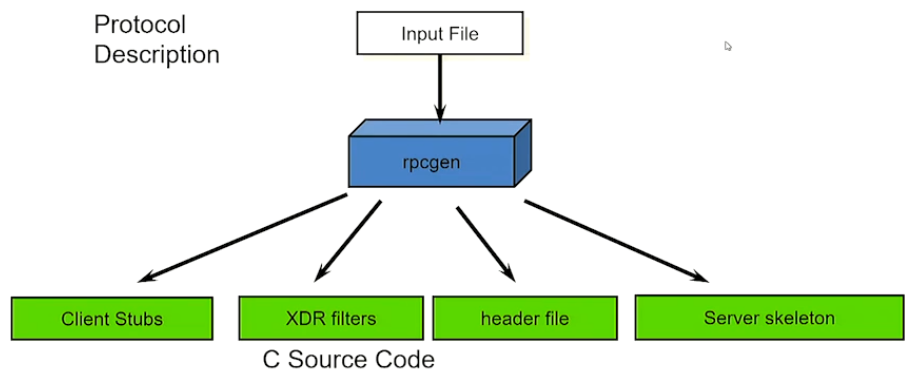 Protocol
Description
Input File
rpcgen
Client Stubs
XDR filters
header file
Server skeleton
C Source Code